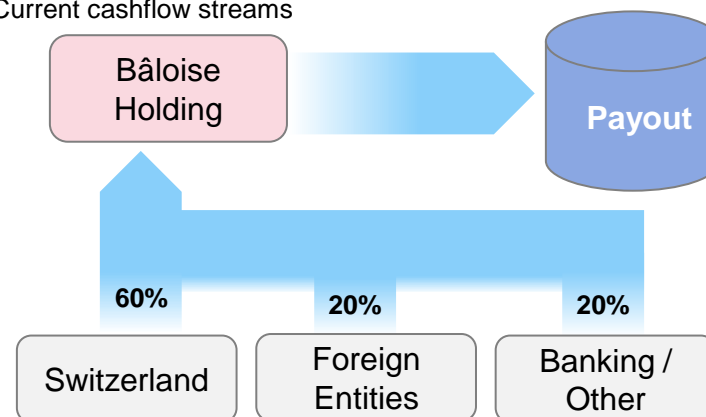 Current cashflow streams
Bâloise
Holding
Payout
60%
20%
20%
Switzerland
Foreign
Entities
Banking /
Other